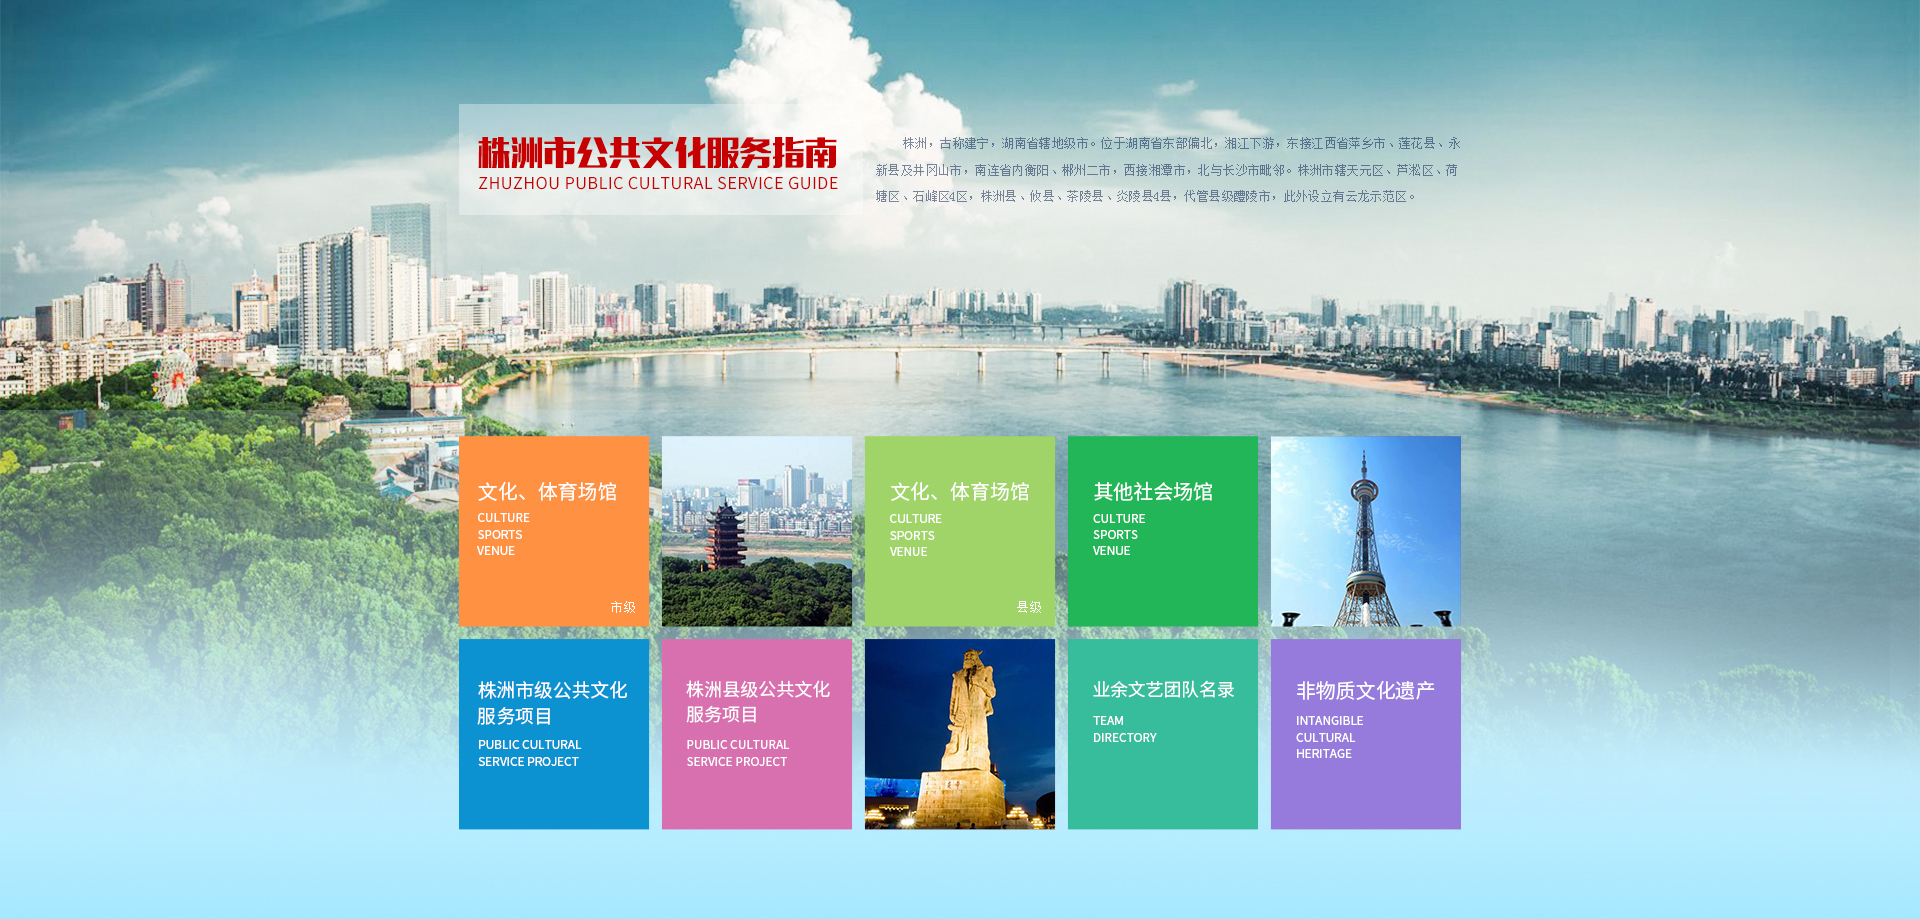 株洲市公共文化服务指南
ZHUZHOU PUBLIC CULTURAL SERVICE GUIDE
株洲，古称建宁，湖南省辖地级市。位于湖南省东部偏北，湘江下游，东接江西省萍乡市、莲花县、永
新县及井冈山市，南连省内衡阳、郴州二市，西接湘潭市，北与长沙市毗邻。株洲市辖天元区、芦淞区、荷
塘区、石峰区4区，株洲县、攸县、茶陵县、炎陵县4县，代管县级醴陵市，此外设立有云龙示范区。
文化、体育场馆
CULTURE
SPORTS
VENUE
市级
文化、体育场馆
CULTURE
SPORTS
VENUE
县级
其他社会场馆
CULTURE
SPORTS
VENUE
株洲市级公共文化
服务项目
PUBLIC CULTURAL
SERVICE PROJECT
株洲县级公共文化
服务项目
PUBLIC CULTURAL
SERVICE PROJECT
业余文艺团队名录
TEAM
DIRECTORY
非物质文化遗产
INTANGIBLE
CULTURAL
HERITAGE